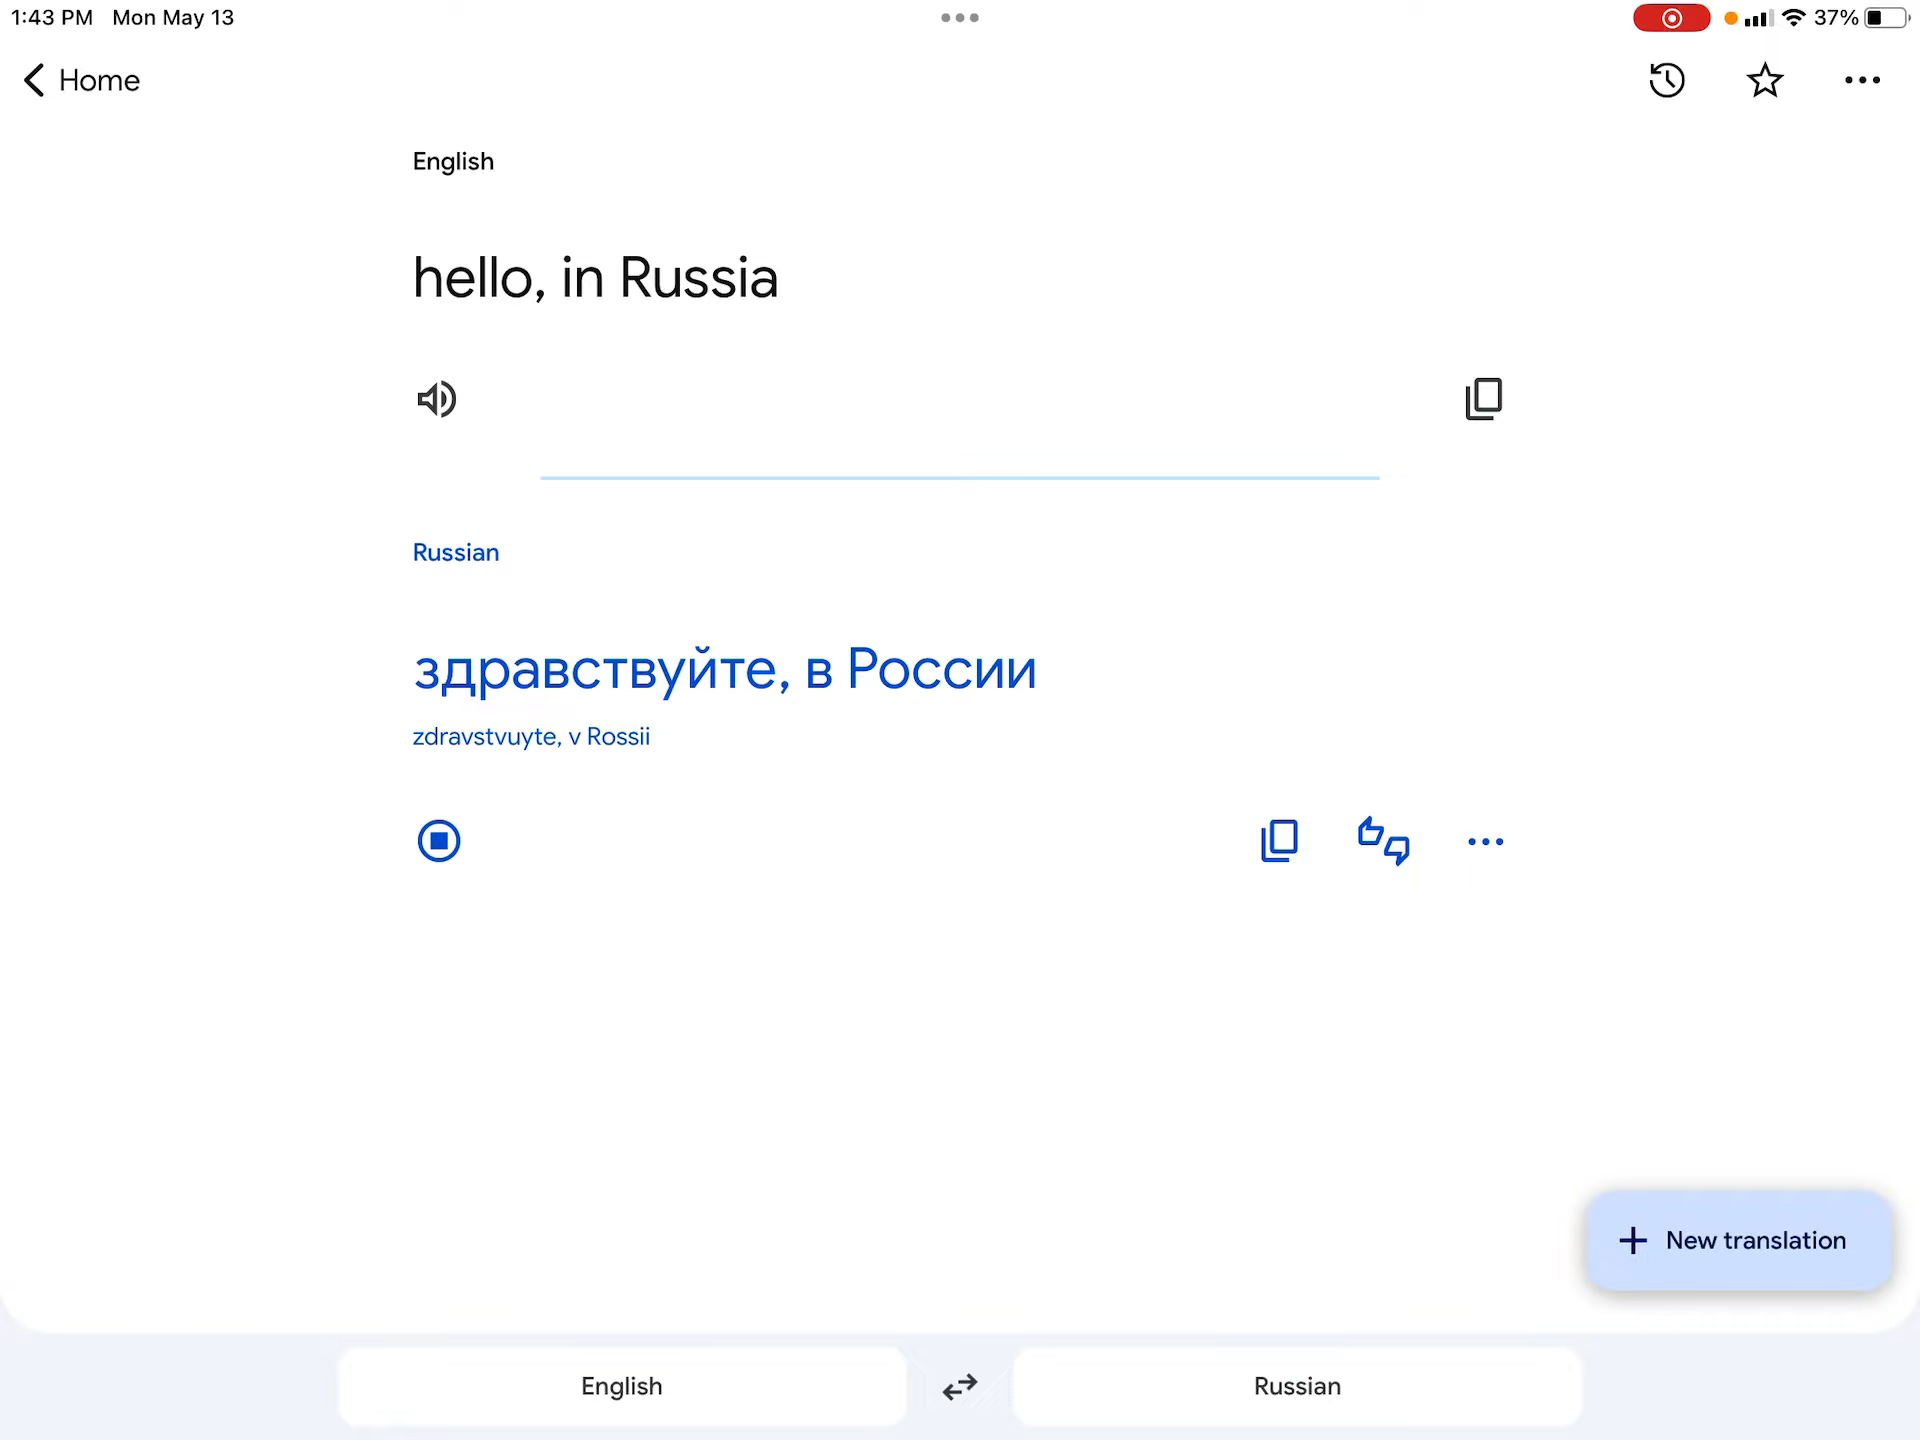 1:43 PM Mon May 13
37%
Home
English
hello, in Russia
Russian
здравствуйте, в России
zdravstvuyte, v Rossii
New translation
English
Russian